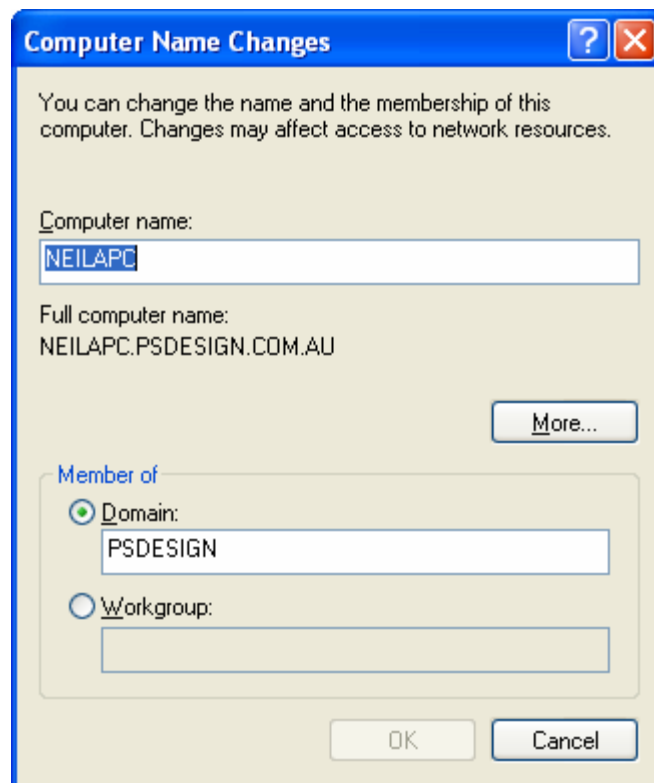 Computer Name Changes
You can change the name and the membership of this
computer. Changes may affect access to network resources.
Computer name:
NEILAPC
Full computer name:
NEILAPC.PSDESIGN.COM.AU
More...
Member of
Domain:
PSDESIGN
Workgroup:
OK Cancel